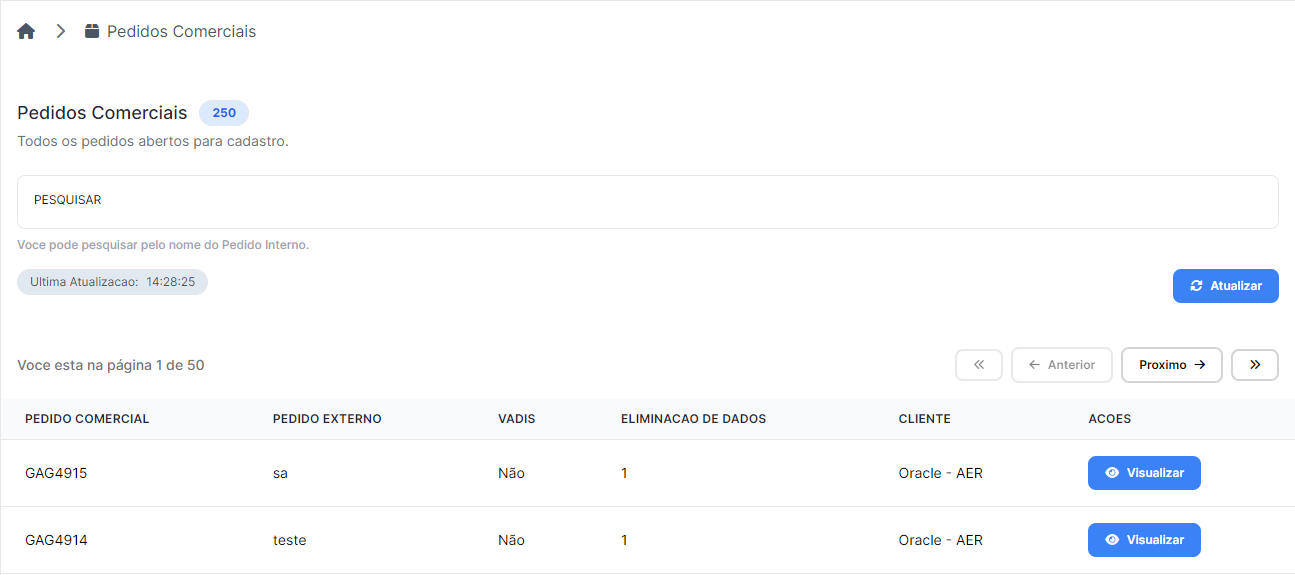 Pedidos Comerciais
Pedidos Comerciais 250
Todos os pedidos abertos para cadastro.
PESQUISAR
Voce pode pesquisar pelo nome do Pedido Interno.
Ultima Atualizacao: 14:28:25
Atualizar
Voce esta na página 1 de 50
Anterior
Proximo
PEDIDO COMERCIAL PEDIDO EXTERNO VADIS ELIMINACAO DE DADOS CLIENTE ACOES
GAG4915 sa Não 1 Oracle - AER Visualizar
GAG4914 teste Não 1 Oracle - AER Visualizar